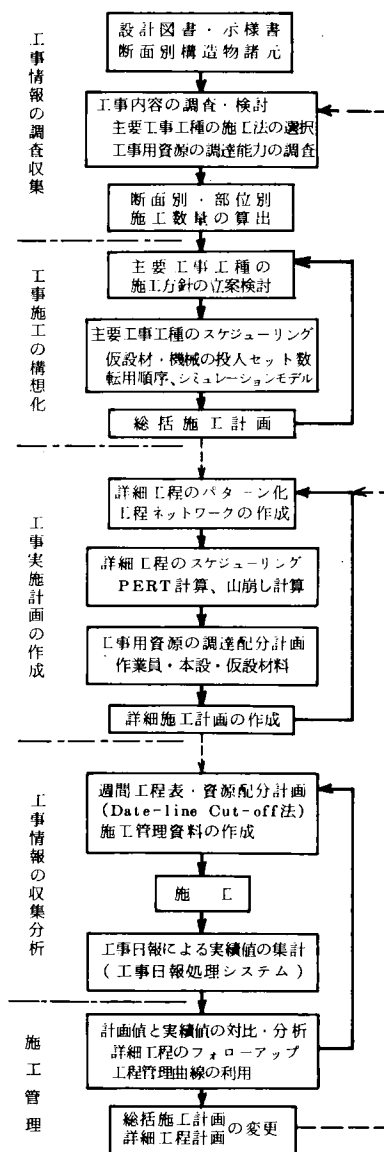 工事情報の調査収集
設計図書・示様書
断面別構造物諸元
工事内容の調査・検討
主要工事工種の施工法の選択
工事用資源の調達能力の調査
断面別・部位別
施工数量の算出
工事施工の構想化
主要工事工種の
施工方針の立案検討
主要工事工種のスケジューリング
仮設材・機械の投入セット数
転用順序、シミュレーションモデル
総括施工計画
工事実施計画の作成
詳細工程のパターン化
工程ネットワークの作成
詳細工程のスケジューリング
PERT計算、山崩し計算
工事用資源の調達配分計画
作業員・本設・仮設材料
詳細施工計画の作成
工事情報の収集分析
週間工程表・資源配分計画
(Date-line Cut-off法)
施工管理資料の作成
施工
工事日報による実績値の集計
(工事日報処理システム)
施工管理
計画値と実績値の対比・分析
詳細工程のフォローアップ
工程管理曲線の利用
総括施工計画
詳細工程計画の変更